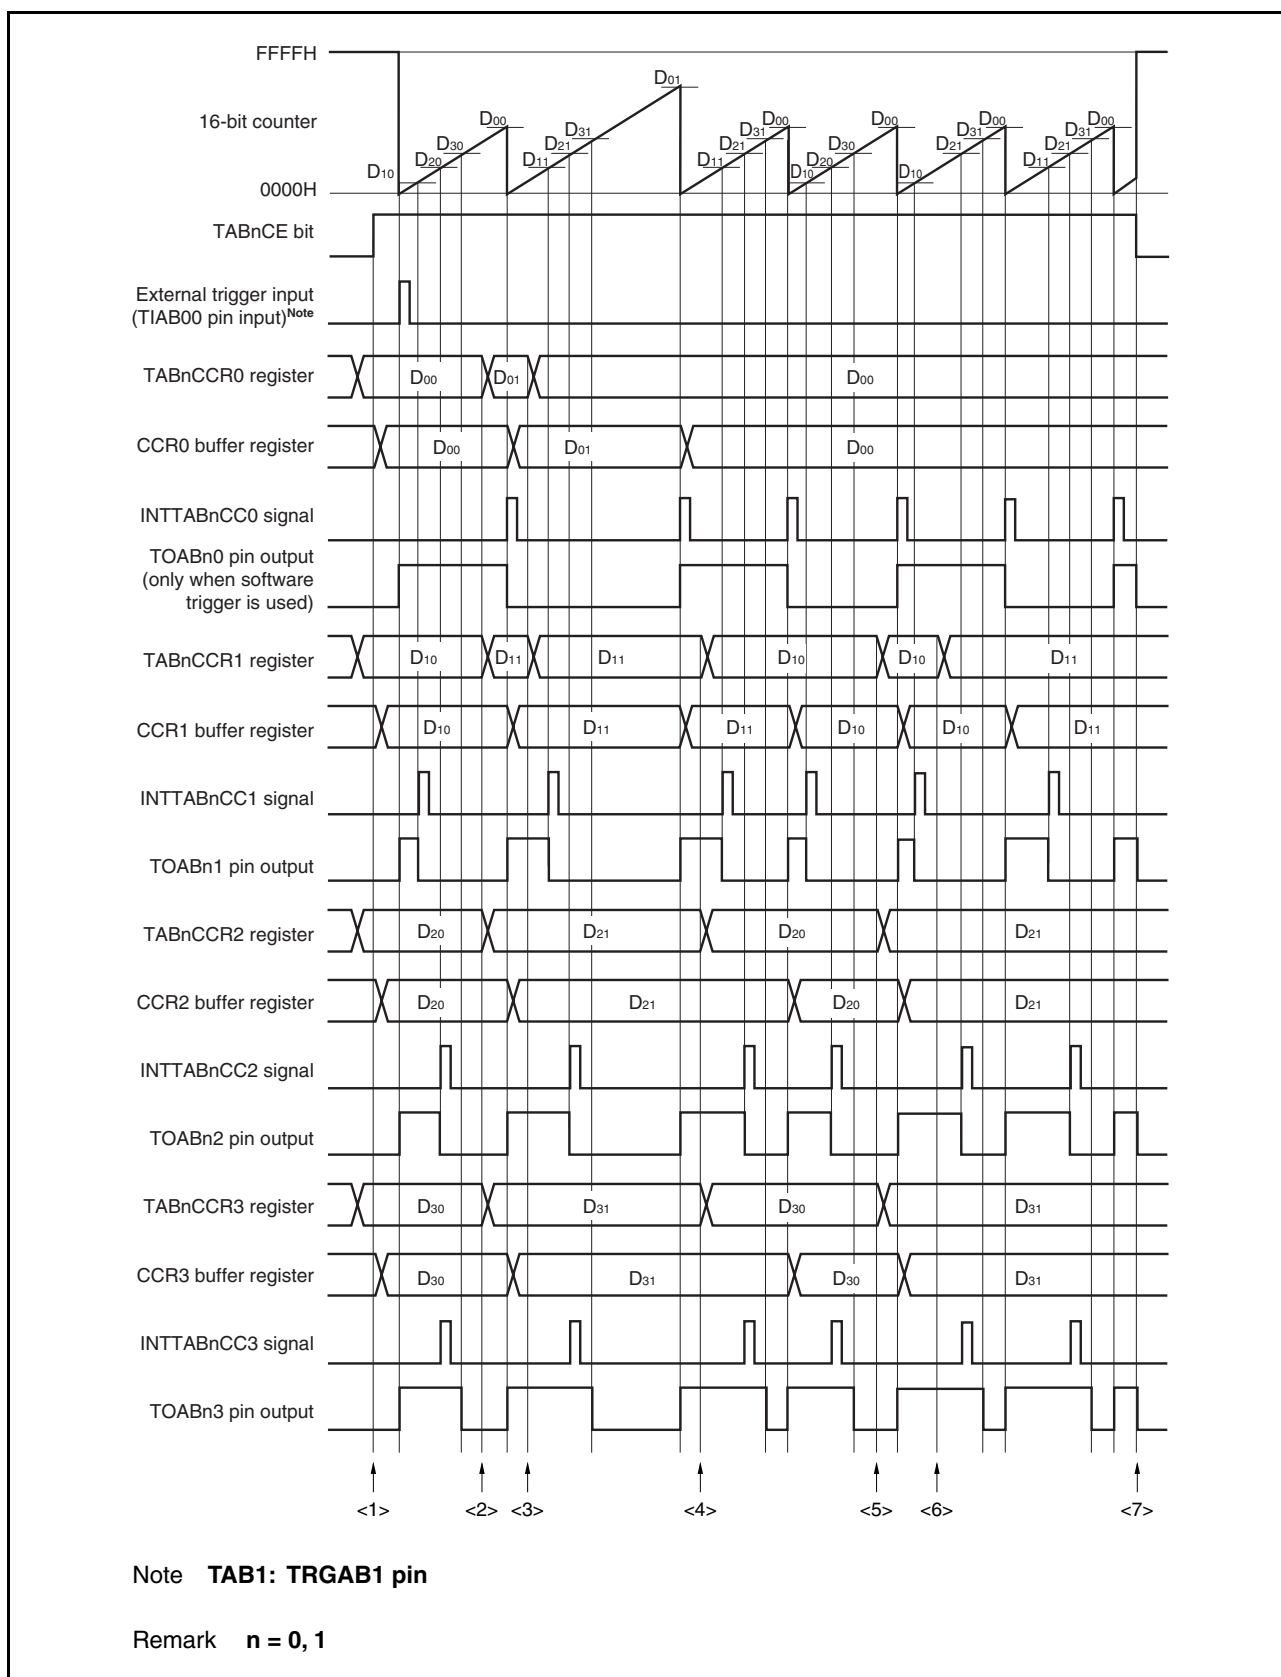 FFFFH
D01
16-bit counter
D00 D00 D00 D00 D00
D30 D31 D31 D30 D31 D31
D20 D21 D21 D20 D21 D21
D10 D11 D11 D10 D10 D11
0000H
TABnCE bit
External trigger input
(TIAB00 pin input)Note
TABnCCR0 register D00 D01 D00
CCR0 buffer register D00 D01 D00
INTTABnCC0 signal
TOABn0 pin output
(only when software
trigger is used)
TABnCCR1 register D10 D11 D11 D10 D10 D11
CCR1 buffer register D10 D11 D11 D10 D10 D11
INTTABnCC1 signal
TOABn1 pin output
TABnCCR2 register D20 D21 D20 D21
CCR2 buffer register D20 D21 D20 D21
INTTABnCC2 signal
TOABn2 pin output
TABnCCR3 register D30 D31 D30 D31
CCR3 buffer register D30 D31 D30 D31
INTTABnCC3 signal
TOABn3 pin output
<1> <2> <3> <4> <5> <6> <7>
Note TAB1: TRGAB1 pin
Remark n = 0, 1